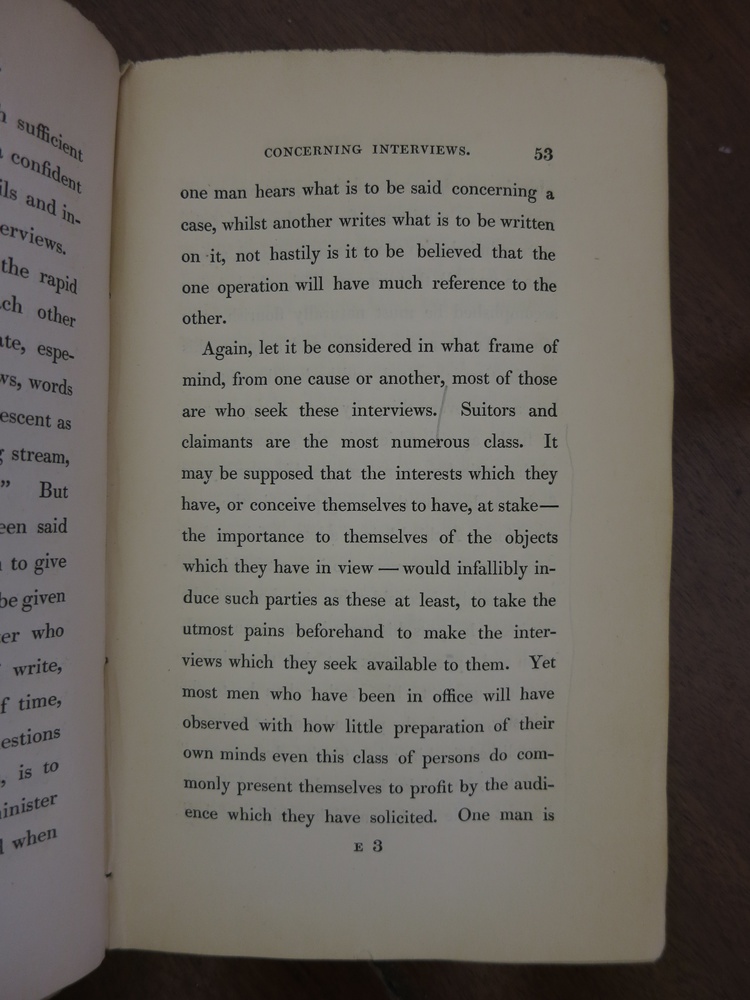 sufficient
confident
ils and in-
erviews.
the rapid
ch other
ate, espe-
ws, words
escent as
stream,
” But
een said
to give
be given
er who
write,
f time,
estions
, is to
inister
when
CONCERNING INTERVIEWS. 53
one man hears what is to be said concerning a
case, whilst another writes what is to be written
on it, not hastily is it to be believed that the
one operation will have much reference to the
other.
Again, let it be considered in what frame of
mind, from one cause or another, most of those
are who seek these interviews. Suitors and
claimants are the most numerous class. It
may be supposed that the interests which they
have, or conceive themselves to have, at stake—
the importance to themselves of the objects
which they have in view — would infallibly in-
duce such parties as these at least, to take the
utmost pains beforehand to make the inter-
views which they seek available to them. Yet
most men who have been in office will have
observed with how little preparation of their
own minds even this class of persons do com-
monly present themselves to profit by the audi-
ence which they have solicited. One man is
E 3